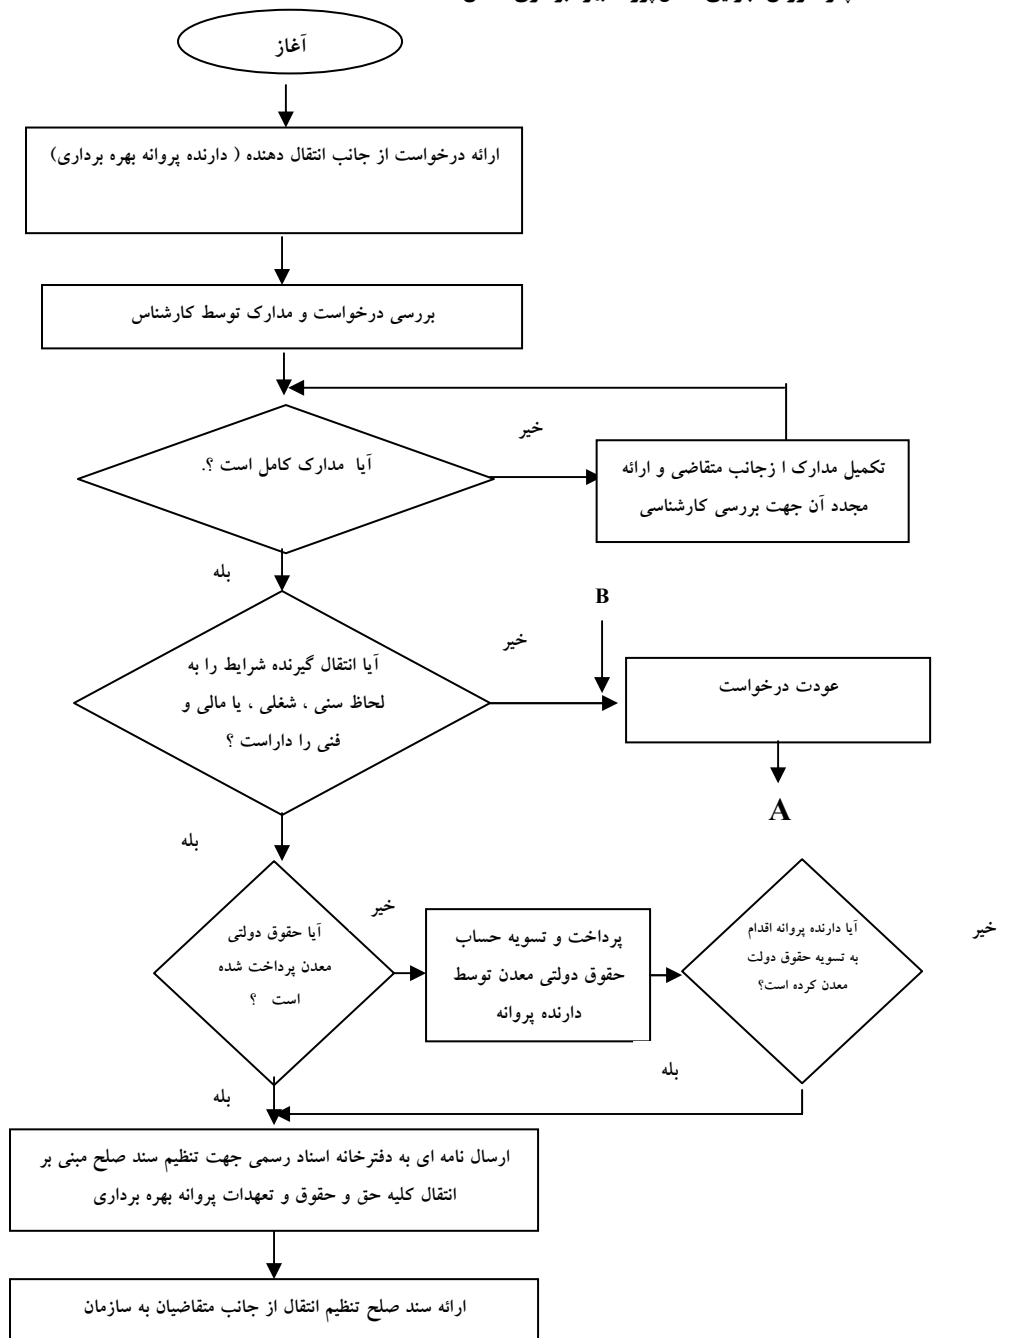 آغاز
ارائه درخواست از جانب انتقال دهنده ( دارنده پروانه بهره برداری)
بررسی درخواست و مدارک توسط کارشناس
آیا مدارک کامل است ؟.
خیر
تکمیل مدارک ا زجانب متقاضی و ارائه
مجدد آن جهت بررسی کارشناسی
بله
آیا انتقال گیرنده شرایط را به
لحاظ سنی ، شغلی ، یا مالی و
فنی را داراست ؟
خیر
B
عودت درخواست
A
بله
آیا حقوق دولتی
معدن پرداخت شده
است ؟
خیر
پرداخت و تسویه حساب
حقوق دولتی معدن توسط
دارنده پروانه
آیا دارنده پروانه اقدام
به تسویه حقوق دولت
معدن کرده است؟
خیر
بله
بله
ارسال نامه ای به دفترخانه اسناد رسمی جهت تنظیم سند صلح مبنی بر
انتقال کلیه حق و حقوق و تعهدات پروانه بهره برداری
ارائه سند صلح تنظیم انتقال از جانب متقاضیان به سازمان